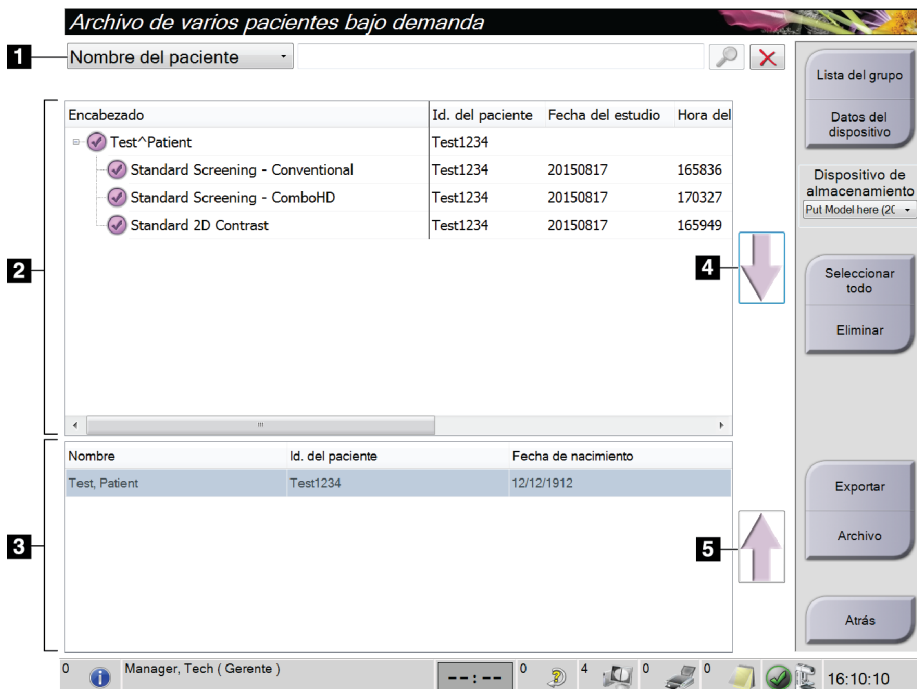 Archivo de varios pacientes bajo demanda
1
Nombre del paciente
Lista del grupo
Datos del
dispositivo
Dispositivo de
almacenamiento
Put Model here (20
2
Encabezado Id. del paciente Fecha del estudio Hora del
Test^Patient Test1234
Standard Screening - Conventional Test1234 20150817 165836
Standard Screening - ComboHD Test1234 20150817 170327
Standard 2D Contrast Test1234 20150817 165949
4
Seleccionar
todo
Eliminar
3
Nombre Id. del paciente Fecha de nacimiento
Test, Patient Test1234 12/12/1912
5
Exportar
Archivo
Atrás
0 Manager, Tech ( Gerente ) --:-- 0 4 0 0 16:10:10